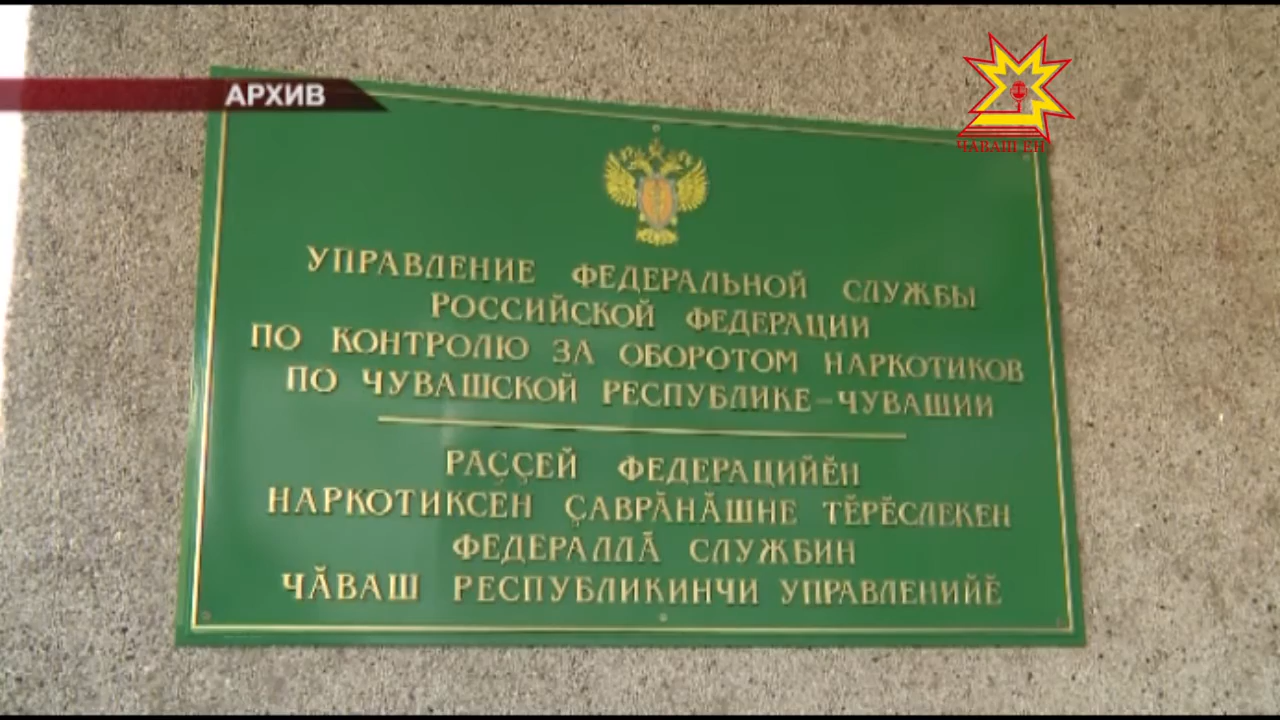 АРХИВ
ЧĂВАШ ЕН
УПРАВЛЕНИЕ ФЕДЕРАЛЬНОЙ СЛУЖБЫ
РОССИЙСКОЙ ФЕДЕРАЦИИ
ПО КОНТРОЛЮ ЗА ОБОРОТОМ НАРКОТИКОВ
ПО ЧУВАШСКОЙ РЕСПУБЛИКЕ-ЧУВАШИИ
РАҪҪЕЙ ФЕДЕРАЦИЙӖН
НАРКОТИКСЕН ҪАВРӐНӐШНЕ ТӖРӖСЛЕКЕН
ФЕДЕРАЛЛӐ СЛУЖБИН
ЧӐВАШ РЕСПУБЛИКИНЧИ УПРАВЛЕНИЙӖ